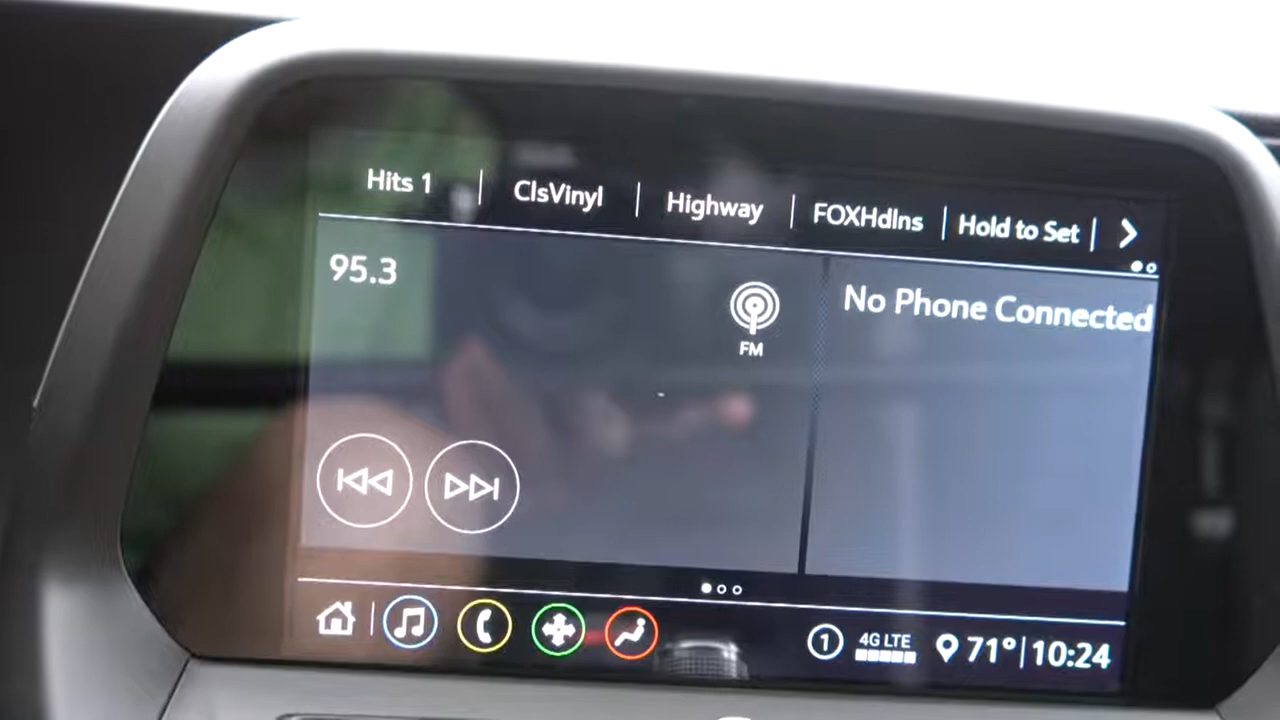 Hits 1 | ClsVinyl | Highway | FOXHdlns | Hold to Set |
95.3
FM
No Phone Connected
1 4G LTE 71° | 10:24